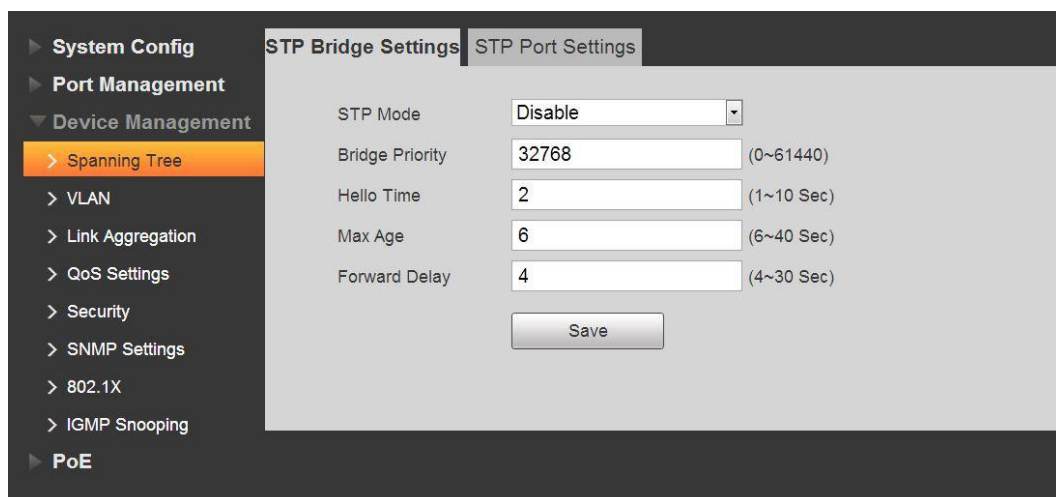 System Config
Port Management
Device Management
Spanning Tree
VLAN
Link Aggregation
QoS Settings
Security
SNMP Settings
802.1X
IGMP Snooping
PoE
STP Bridge Settings STP Port Settings
STP Mode Disable
Bridge Priority 32768 (0~61440)
Hello Time 2 (1~10 Sec)
Max Age 6 (6~40 Sec)
Forward Delay 4 (4~30 Sec)
Save